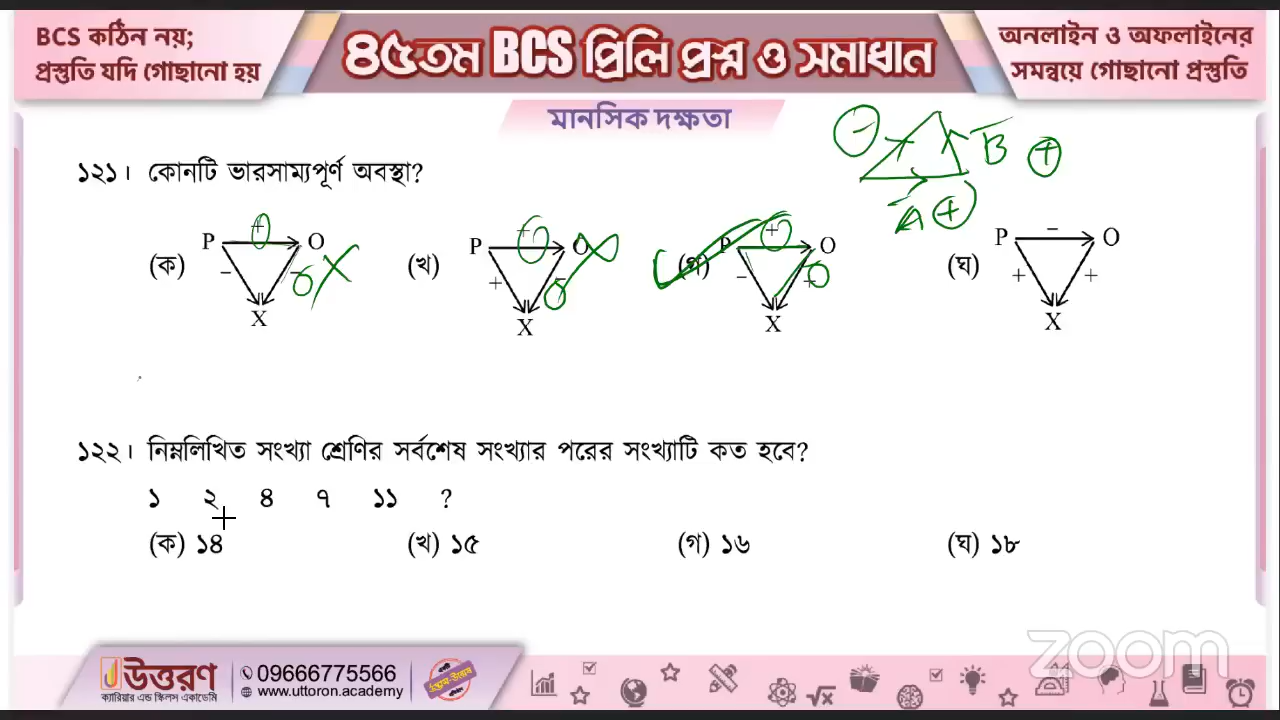 BCS কঠিন নয়;
প্রস্তুতি যদি গোছানো হয়
৪৫তম BCS প্রিলি প্রশ্ন ও সমাধান
অনলাইন ও অফলাইনের
সমন্বয়ে গোছানো প্রস্তুতি
মানসিক দক্ষতা
১২১। কোনটি ভারসাম্যপূর্ণ অবস্থা?
(ক) P + O - - X
(খ) P + O + - X
(গ) P + O - + X
(ঘ) P - O + + X
- B +
A +
১২২। নিম্নলিখিত সংখ্যা শ্রেণির সর্বশেষ সংখ্যার পরের সংখ্যাটি কত হবে?
১ ২ ৪ ৭ ১১ ?
(ক) ১৪ (খ) ১৫ (গ) ১৬ (ঘ) ১৮
zoom
উত্তরণ
ক্যারিয়ার এন্ড স্কিলস একাডেমি
09666775566
www.uttoron.academy